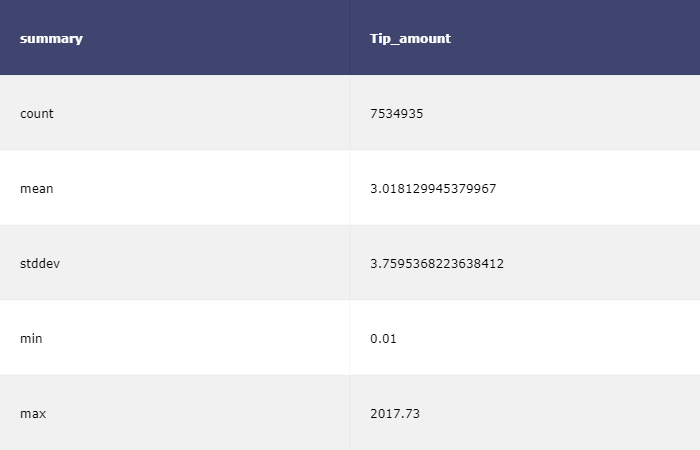 summary Tip_amount
count 7534935
mean 3.018129945379967
stddev 3.7595368223638412
min 0.01
max 2017.73